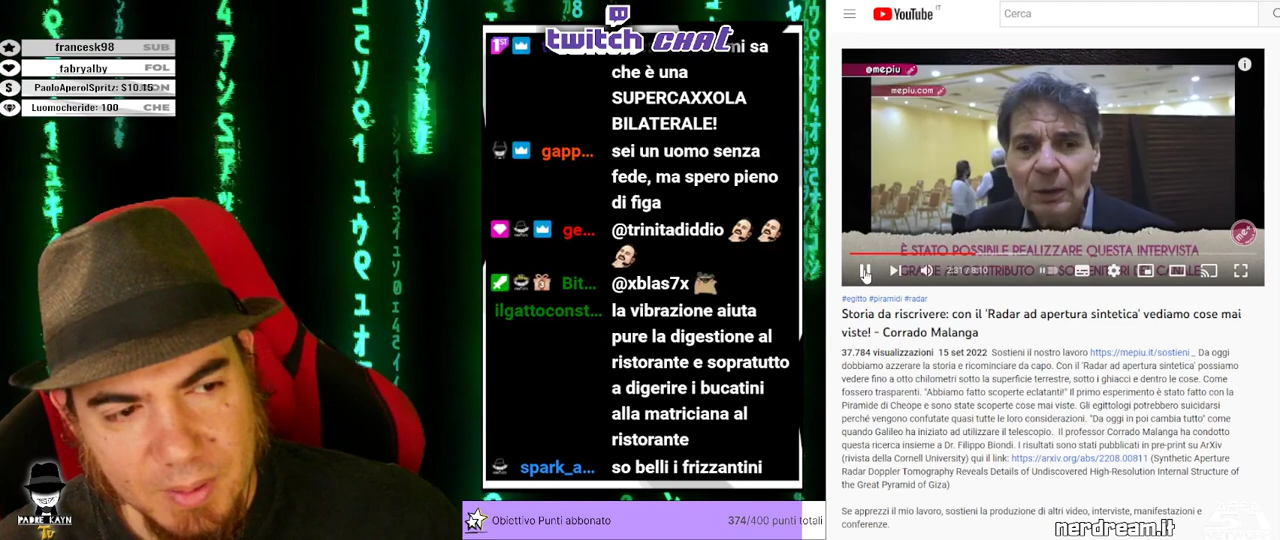 francesk98 SUB
fabryalby FOL
PaoloAperolSpritz: $10.15
Luomocheride: 100 CHE
PADRE KAYN
TV
twitch CHAT
mi sa
che è una
SUPERCAXXOLA
BILATERALE!
gapp... sei un uomo senza
fede, ma spero pieno
di figa
ge... @trinitadiddio
Bit... @xblas7x
ilgattoconst... la vibrazione aiuta
pure la digestione al
ristorante e sopratutto
a digerire i bucatini
alla matriciana al
ristorante
spark_a... so belli i frizzantini
Obiettivo Punti abbonato 374/400 punti totali
YouTube IT
Cerca
@mepiu
mepiu.com
me+
È STATO POSSIBILE REALIZZARE QUESTA INTERVISTA
2:31 / 8:10
#egitto #piramidi #radar
Storia da riscrivere: con il 'Radar ad apertura sintetica' vediamo cose mai
viste! - Corrado Malanga
37.784 visualizzazioni 15 set 2022 Sostieni il nostro lavoro https://mepiu.it/sostieni_ Da oggi
dobbiamo azzerare la storia e ricominciare da capo. Con il 'Radar ad apertura sintetica' possiamo
vedere fino a otto chilometri sotto la superficie terrestre, sotto i ghiacci e dentro le cose. Come
fossero trasparenti. "Abbiamo fatto scoperte eclatanti!" Il primo esperimento è stato fatto con la
Piramide di Cheope e sono state scoperte cose mai viste. Gli egittologi potrebbero suicidarsi
perché vengono confutate quasi tutte le loro considerazioni. "Da oggi in poi cambia tutto" come
quando Galileo ha iniziato ad utilizzare il telescopio. Il professor Corrado Malanga ha condotto
questa ricerca insieme a Dr. Filippo Biondi. I risultati sono stati pubblicati in pre-print su ArXiv
(rivista della Cornell University) qui il link: https://arxiv.org/abs/2208.00811 (Synthetic Aperture
Radar Doppler Tomography Reveals Details of Undiscovered High-Resolution Internal Structure of
the Great Pyramid of Giza)
Se apprezzi il mio lavoro, sostieni la produzione di altri video, interviste, manifestazioni e
conferenze.
nerdream.it